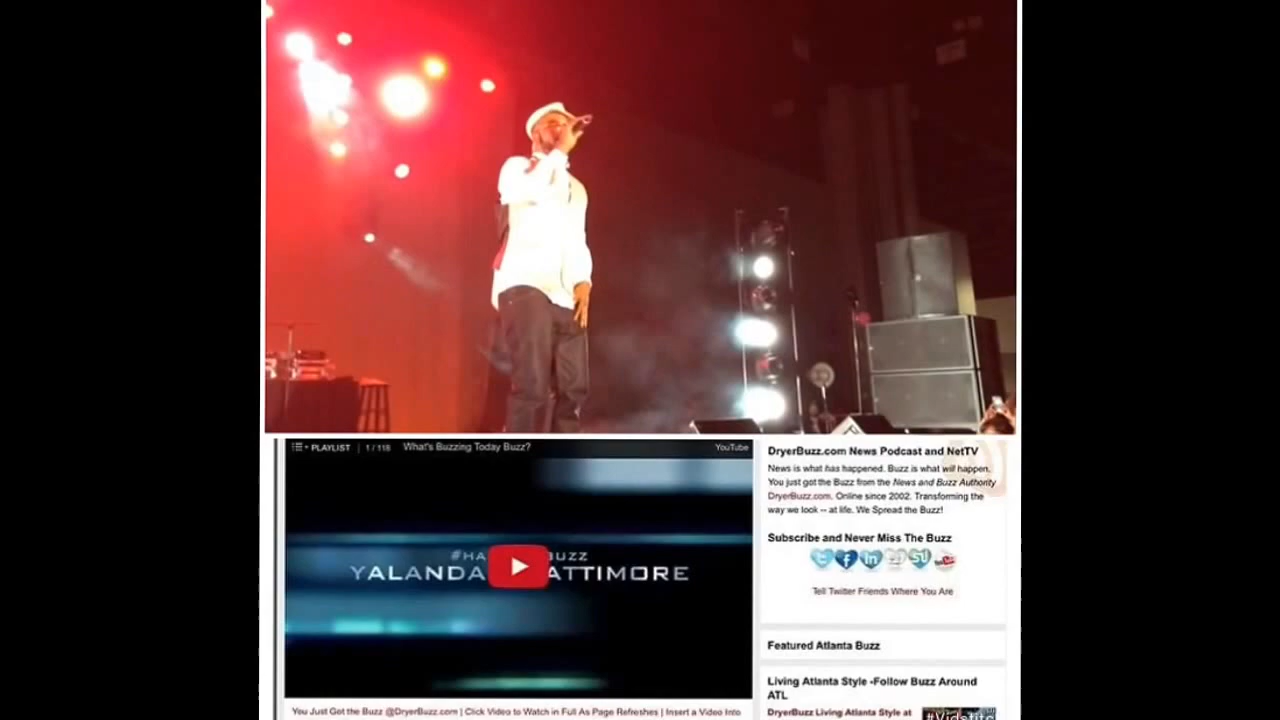 PLAYLIST | 1 / 118 What's Buzzing Today Buzz? YouTube
YALANDA ATTIMORE
You Just Got the Buzz @DryerBuzz.com | Click Video to Watch in Full As Page Refreshes | Insert a Video Into
DryerBuzz.com News Podcast and NetTV
News is what has happened. Buzz is what will happen.
You just got the Buzz from the News and Buzz Authority
DryerBuzz.com. Online since 2002. Transforming the
way we look -- at life. We Spread the Buzz!
Subscribe and Never Miss The Buzz
Tell Twitter Friends Where You Are
Featured Atlanta Buzz
Living Atlanta Style -Follow Buzz Around
ATL
DryerBuzz Living Atlanta Style at